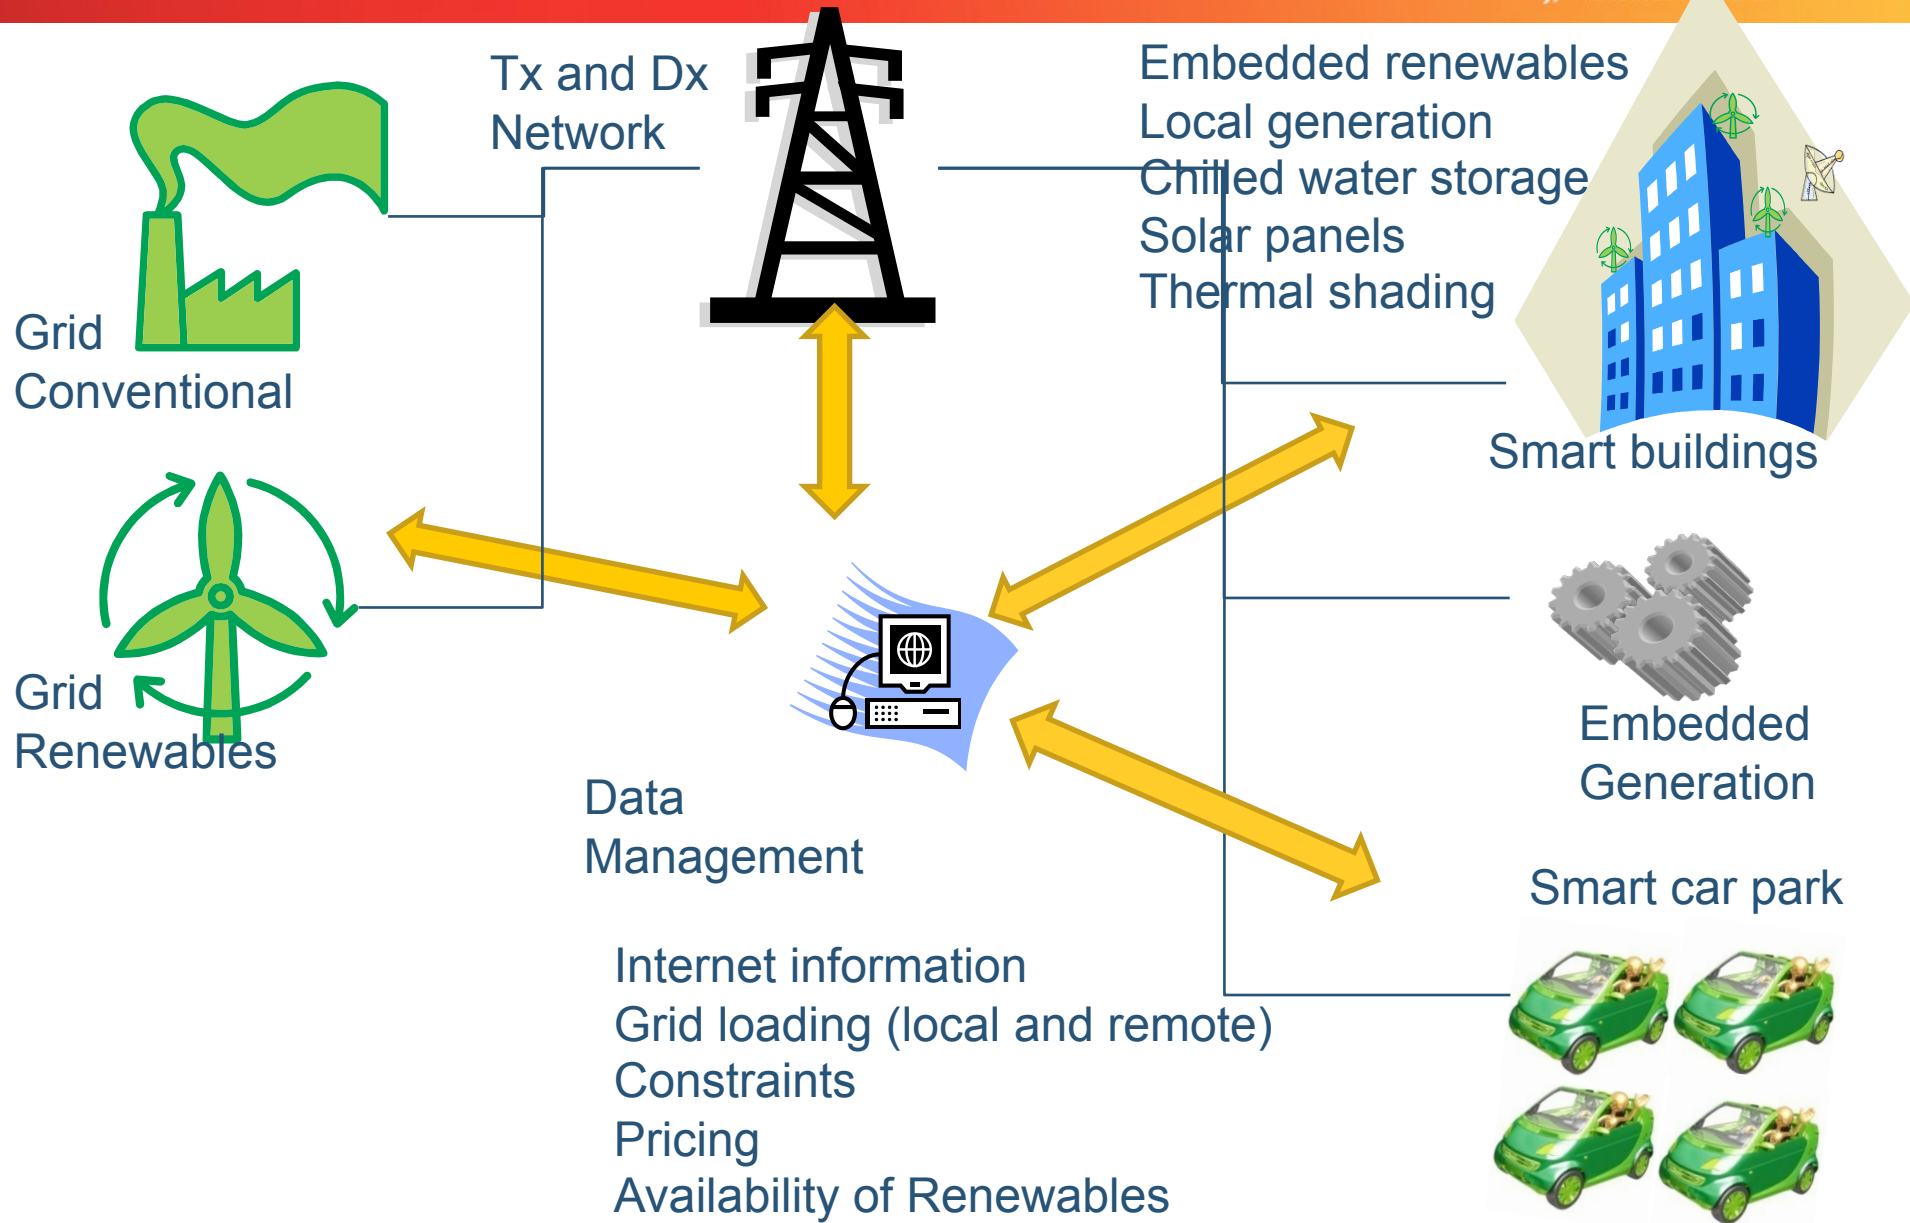 Tx and Dx
Network
Embedded renewables
Local generation
Chilled water storage
Solar panels
Thermal shading
Grid
Conventional
Smart buildings
Grid
Renewables
Embedded
Generation
Data
Management
Smart car park
Internet information
Grid loading (local and remote)
Constraints
Pricing
Availability of Renewables